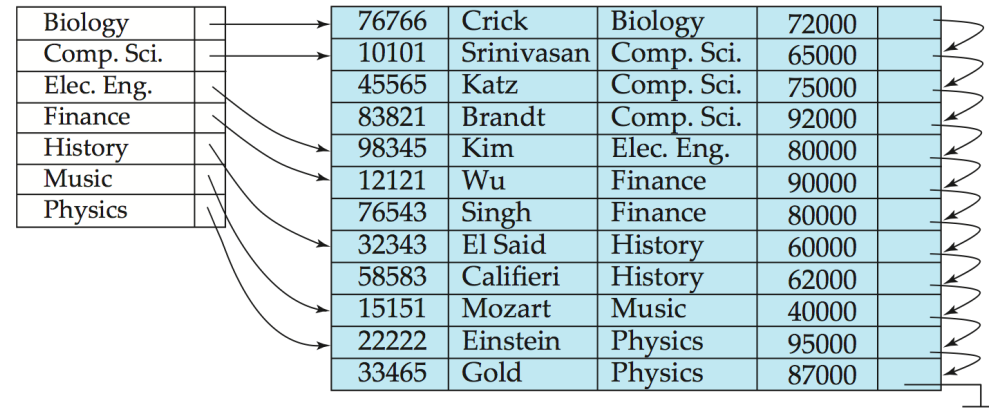 Biology
Comp. Sci.
Elec. Eng.
Finance
History
Music
Physics
76766 Crick Biology 72000
10101 Srinivasan Comp. Sci. 65000
45565 Katz Comp. Sci. 75000
83821 Brandt Comp. Sci. 92000
98345 Kim Elec. Eng. 80000
12121 Wu Finance 90000
76543 Singh Finance 80000
32343 El Said History 60000
58583 Califieri History 62000
15151 Mozart Music 40000
22222 Einstein Physics 95000
33465 Gold Physics 87000